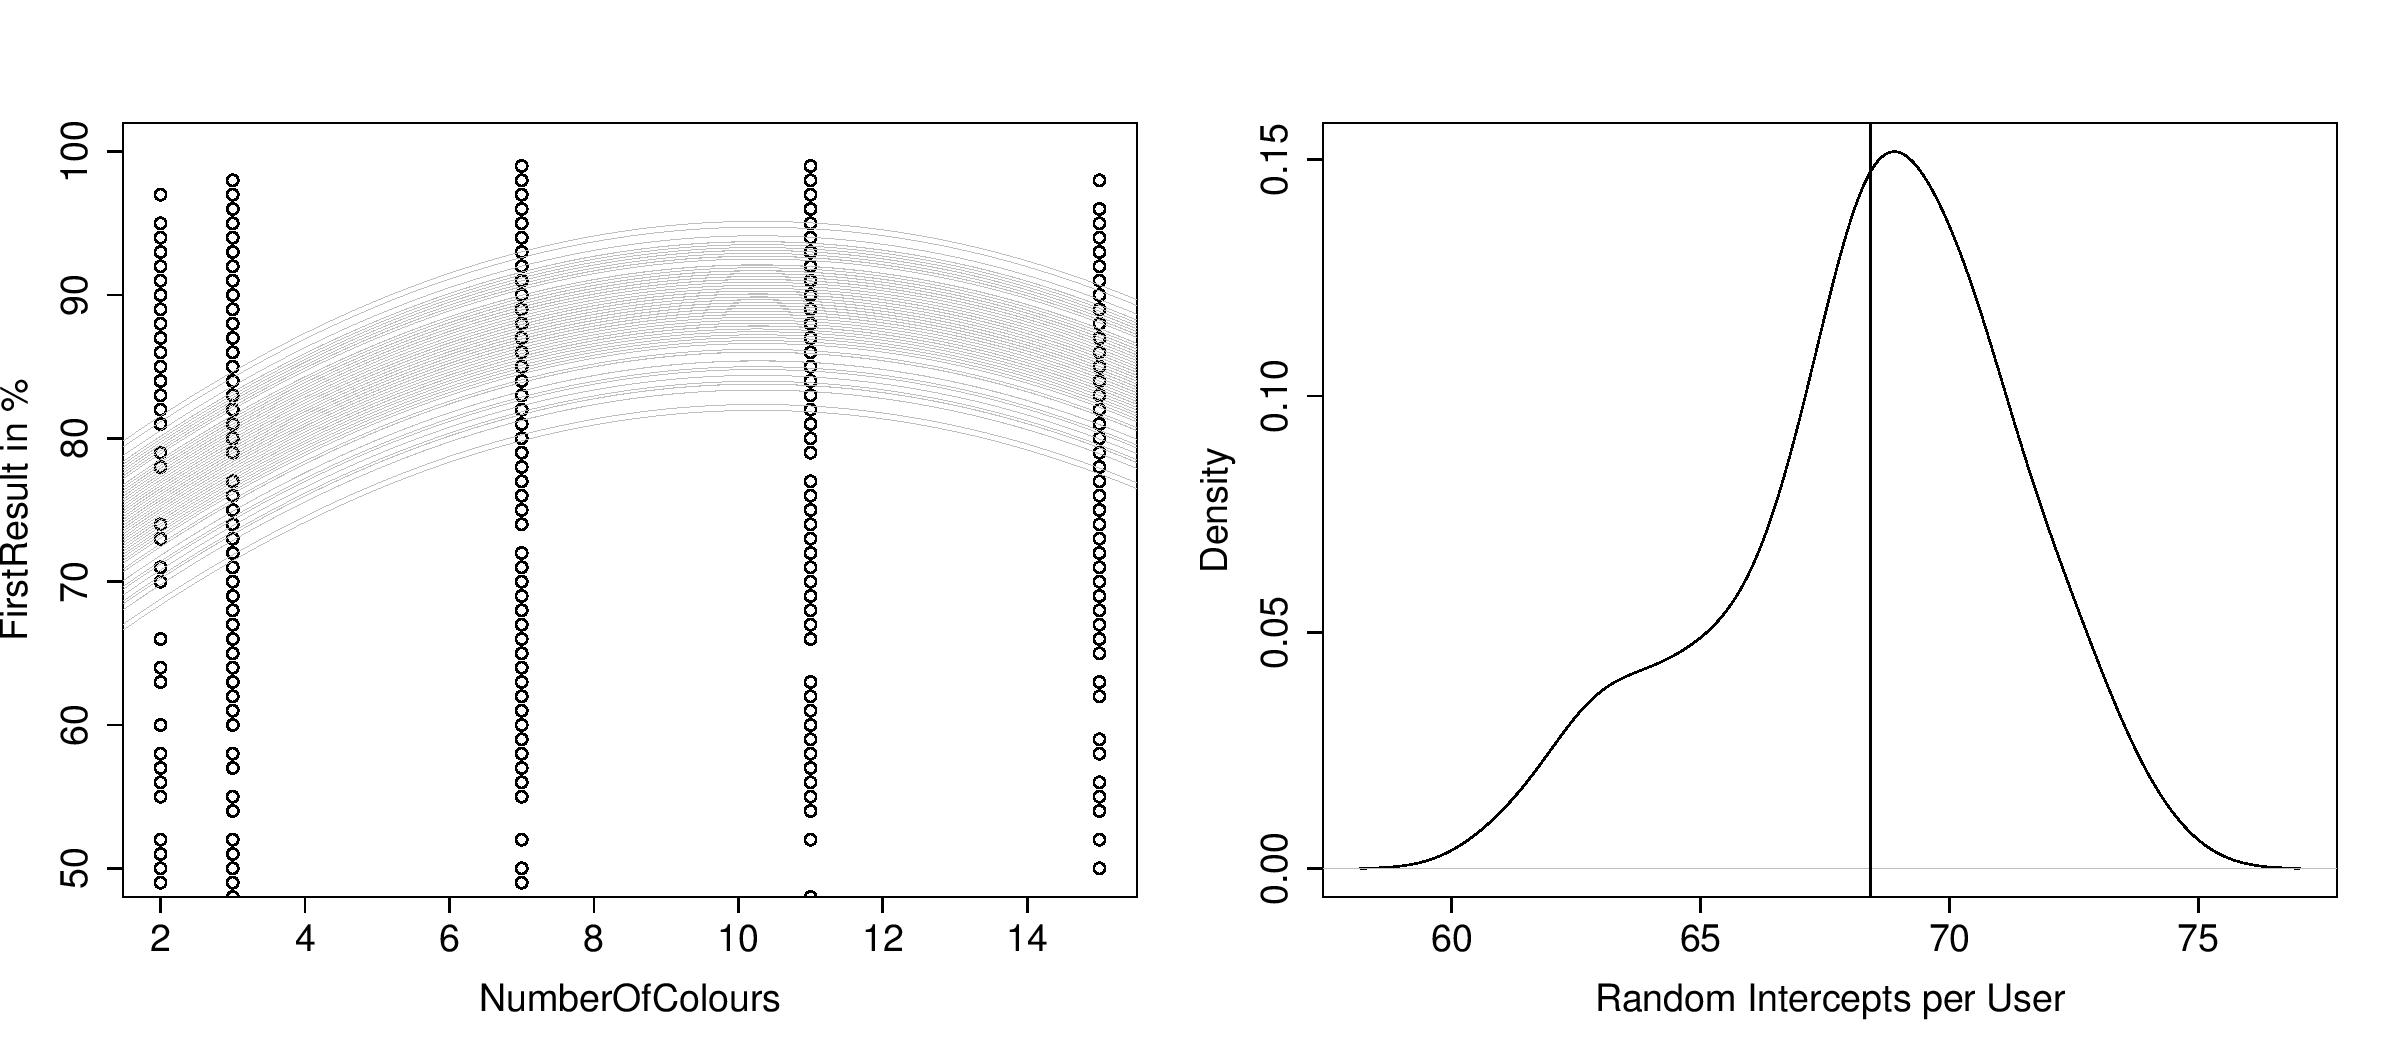 FirstResult in %
100
90
80
70
60
50
2 4 6 8 10 12 14
NumberOfColours
Density
0.15
0.10
0.05
0.00
60 65 70 75
Random Intercepts per User